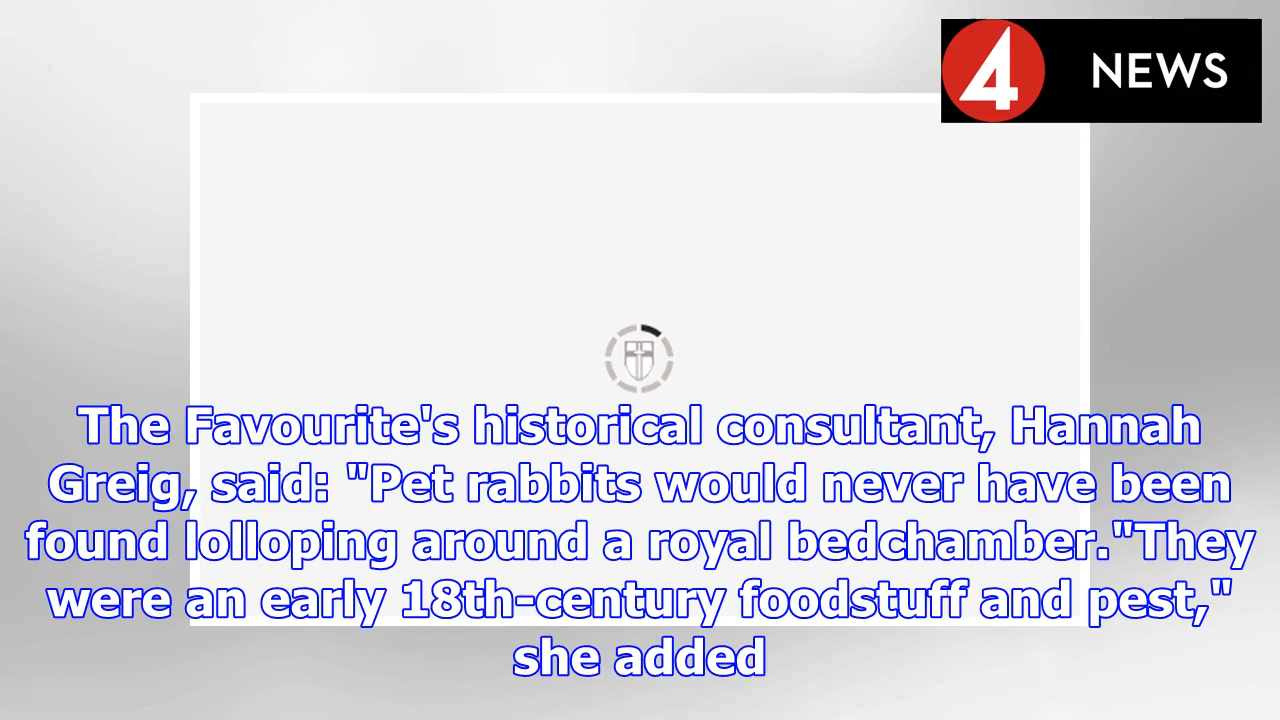 4 NEWS
The Favourite's historical consultant, Hannah
Greig, said: "Pet rabbits would never have been
found lolloping around a royal bedchamber."They
were an early 18th-century foodstuff and pest,"
she added